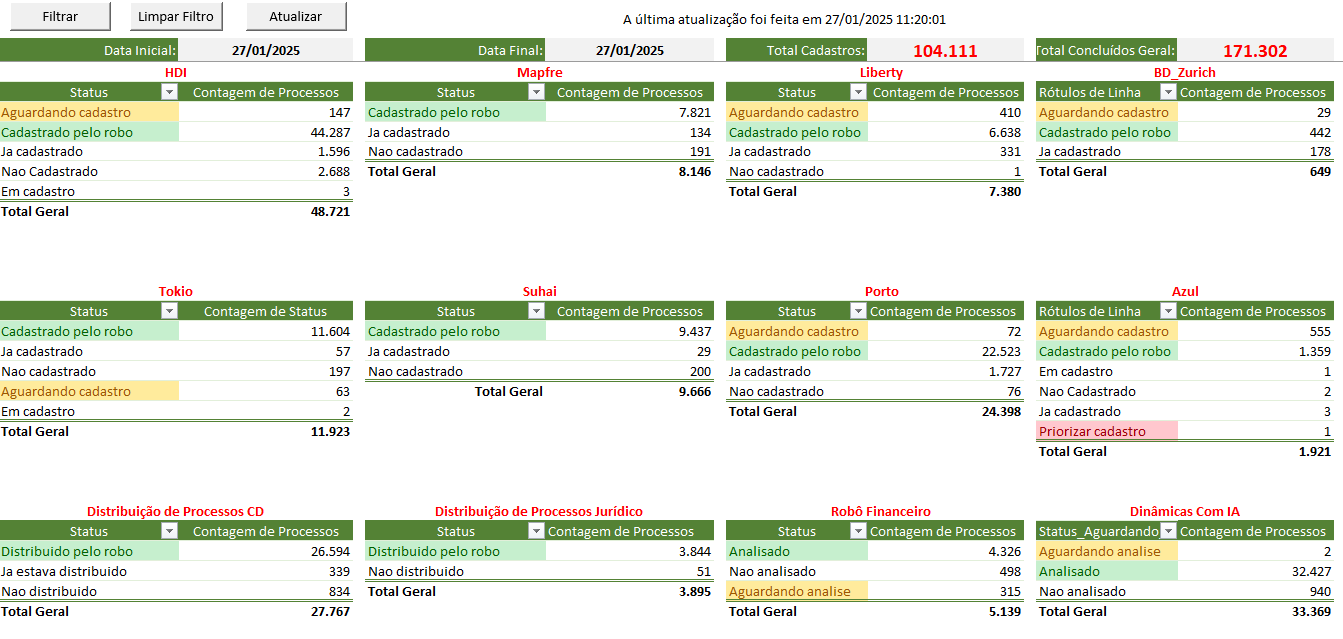 Filtrar Limpar Filtro Atualizar
A última atualização foi feita em 27/01/2025 11:20:01
Data Inicial: 27/01/2025 Data Final: 27/01/2025 Total Cadastros: 104.111 Total Concluídos Geral: 171.302
HDI
Status Contagem de Processos
Aguardando cadastro 147
Cadastrado pelo robo 44.287
Ja cadastrado 1.596
Nao Cadastrado 2.688
Em cadastro 3
Total Geral 48.721
Mapfre
Status Contagem de Processos
Cadastrado pelo robo 7.821
Ja cadastrado 134
Nao cadastrado 191
Total Geral 8.146
Liberty
Status Contagem de Processos
Aguardando cadastro 410
Cadastrado pelo robo 6.638
Ja cadastrado 331
Nao cadastrado 1
Total Geral 7.380
BD_Zurich
Rótulos de Linha Contagem de Processos
Aguardando cadastro 29
Cadastrado pelo robo 442
Ja cadastrado 178
Total Geral 649
Tokio
Status Contagem de Status
Cadastrado pelo robo 11.604
Ja cadastrado 57
Nao cadastrado 197
Aguardando cadastro 63
Em cadastro 2
Total Geral 11.923
Suhai
Status Contagem de Processos
Cadastrado pelo robo 9.437
Ja cadastrado 29
Nao cadastrado 200
Total Geral 9.666
Porto
Status Contagem de Processos
Aguardando cadastro 72
Cadastrado pelo robo 22.523
Ja cadastrado 1.727
Nao cadastrado 76
Total Geral 24.398
Azul
Rótulos de Linha Contagem de Processos
Aguardando cadastro 555
Cadastrado pelo robo 1.359
Em cadastro 1
Nao Cadastrado 2
Ja cadastrado 3
Priorizar cadastro 1
Total Geral 1.921
Distribuição de Processos CD
Status Contagem de Processos
Distribuido pelo robo 26.594
Ja estava distribuido 339
Nao distribuido 834
Total Geral 27.767
Distribuição de Processos Jurídico
Status Contagem de Processos
Distribuido pelo robo 3.844
Nao distribuido 51
Total Geral 3.895
Robô Financeiro
Status Contagem de Processos
Analisado 4.326
Nao analisado 498
Aguardando analise 315
Total Geral 5.139
Dinâmicas Com IA
Status_Aguardando Contagem de Processos
Aguardando analise 2
Analisado 32.427
Nao analisado 940
Total Geral 33.369